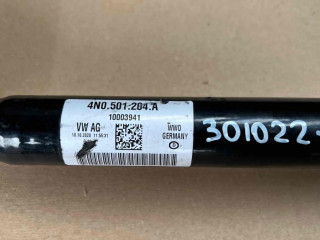 4N0.501.204.A
10003941
VW AG
WWO
GERMANY
301022-